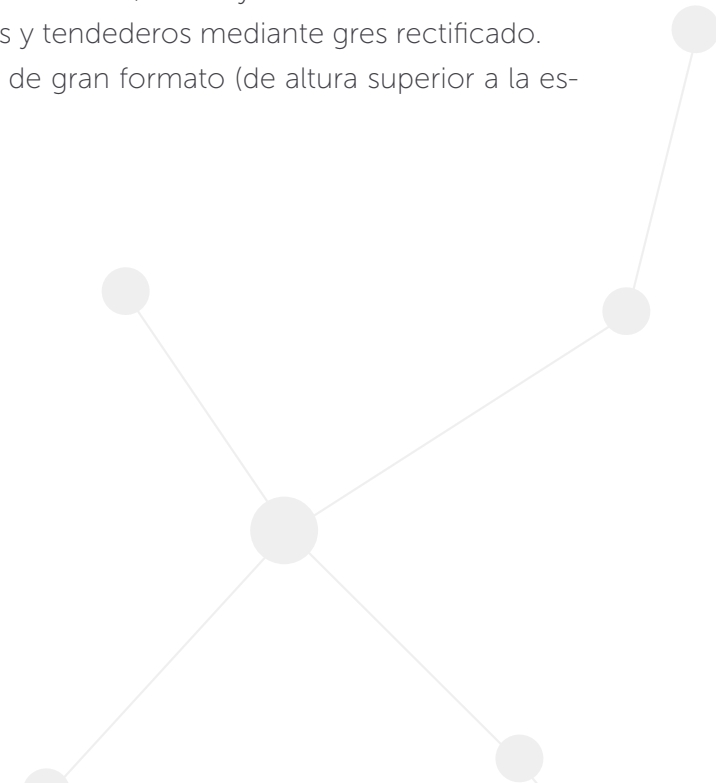 s y tendederos mediante gres rectificado.
de gran formato (de altura superior a la es-